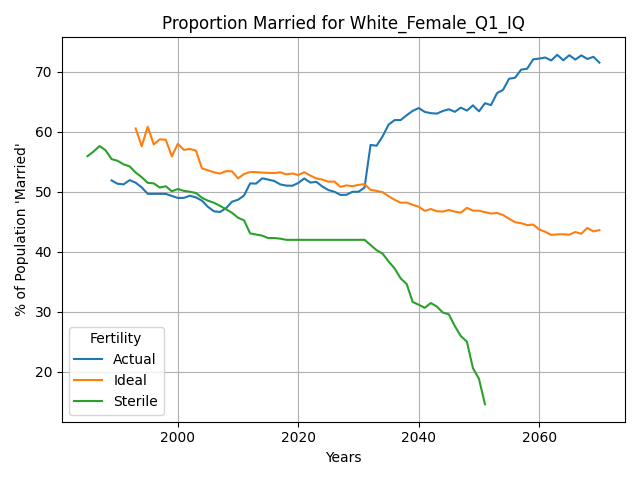 Proportion Married for White_Female_Q1_IQ
% of Population 'Married'
70
60
50
40
30
20
Fertility
Actual
Ideal
Sterile
2000 2020 2040 2060
Years